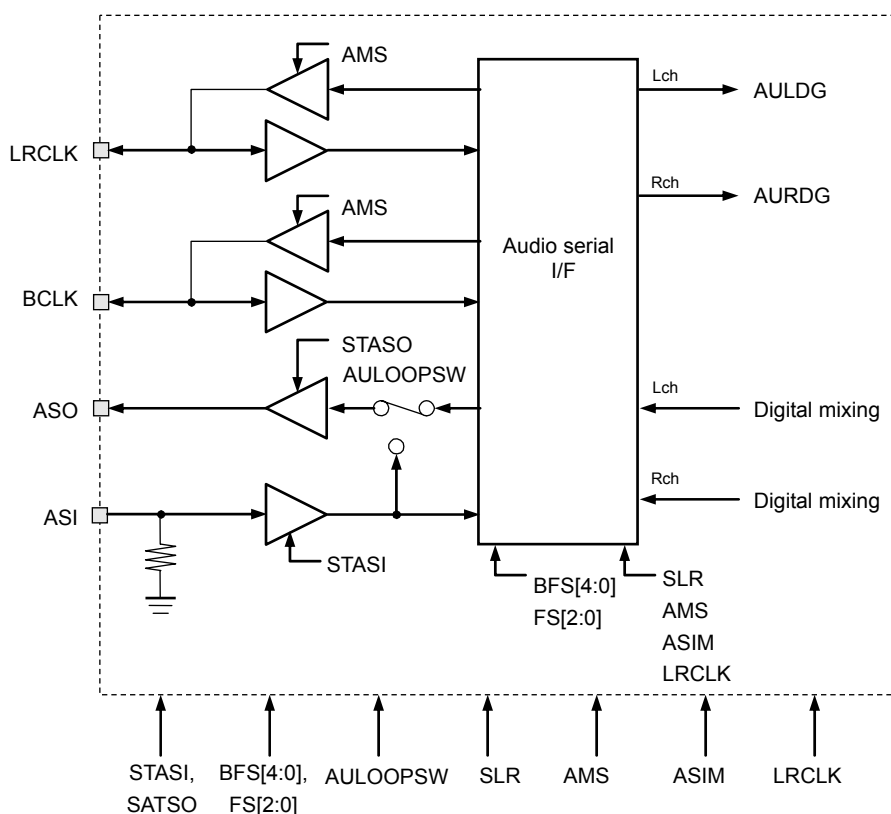 AMS
Lch
AULDG
LRCLK
AMS
Rch
AURDG
Audio serial
I/F
BCLK
STASO
AULOOPSW
Lch
ASO
Digital mixing
Rch
ASI
Digital mixing
STASI
BFS[4:0]
FS[2:0]
SLR
AMS
ASIM
LRCLK
STASI,
SATSO
BFS[4:0],
FS[2:0]
AULOOPSW
SLR
AMS
ASIM
LRCLK